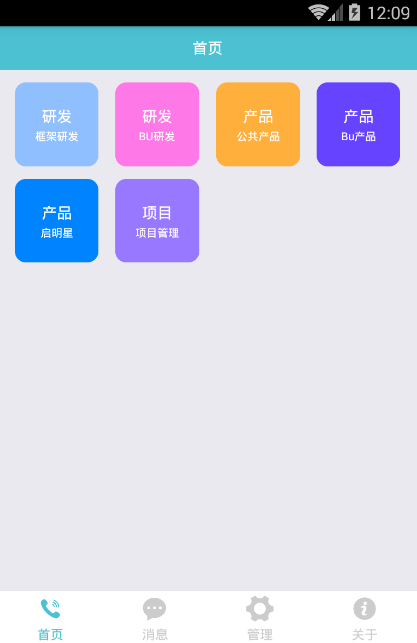 12:09
首页
研发
框架研发
研发
BU研发
产品
公共产品
产品
Bu产品
产品
启明星
项目
项目管理
首页
消息
管理
关于